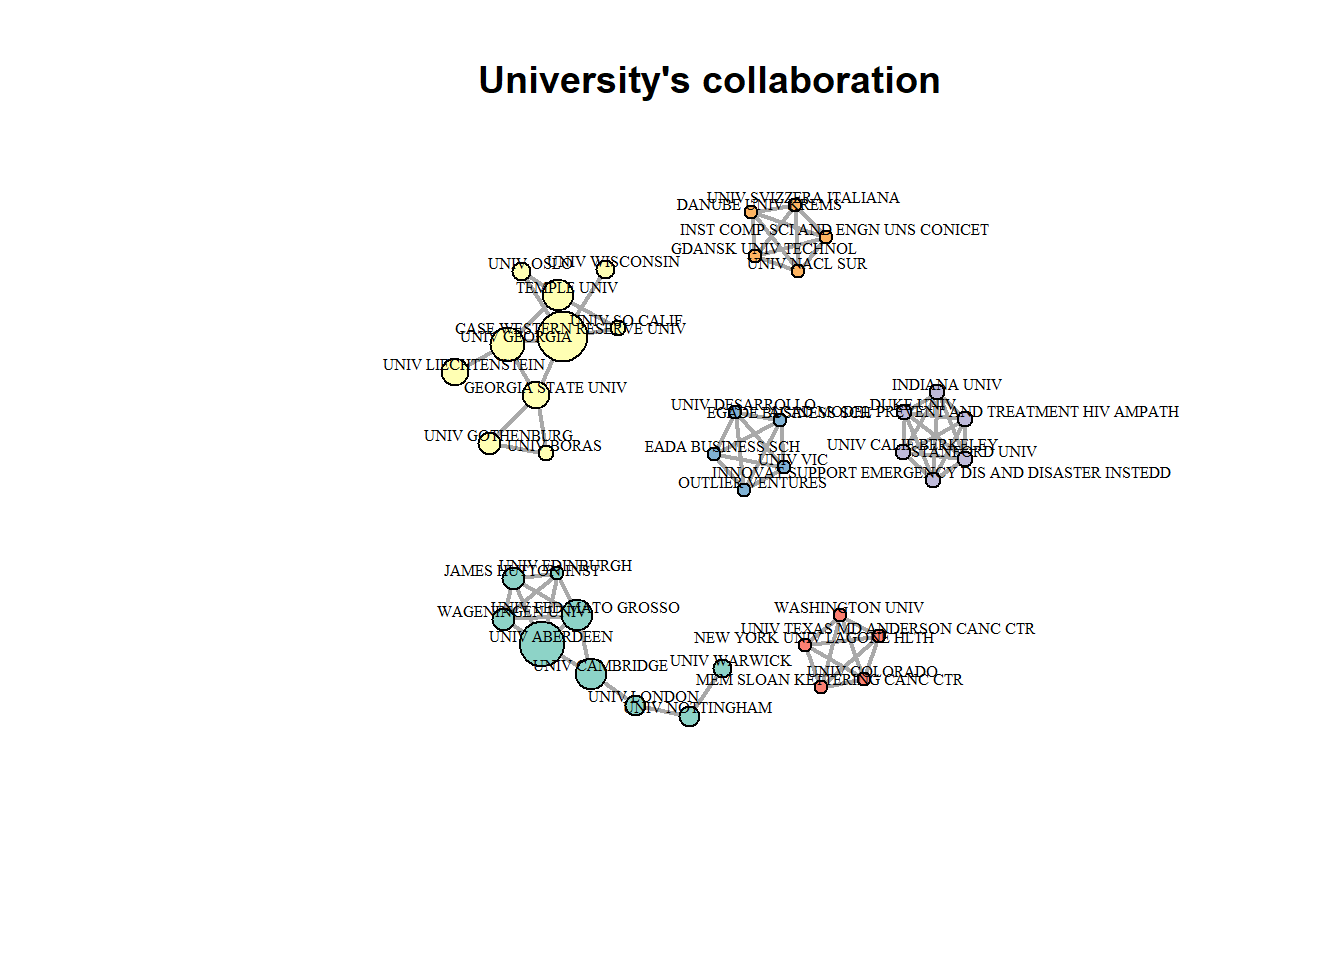 University's collaboration
UNIV SVIZZERA ITALIANA
DANUBE UNIV KREMS
INST COMP SCI AND ENGN UNS CONICET
GDANSK UNIV TECHNOL
UNIV NACL SUR
UNIV OSLO
UNIV WISCONSIN
TEMPLE UNIV
UNIV SO CALIF
CASE WESTERN RESERVE UNIV
UNIV GEORGIA
UNIV LIECHTENSTEIN
GEORGIA STATE UNIV
UNIV GOTHENBURG
UNIV BORAS
INDIANA UNIV
UNIV DESARROLLO
DUKE UNIV
EGADE BUSINESS SCH
MODEL PREVENT AND TREATMENT HIV AMPATH
UNIV CALIF BERKELEY
EADA BUSINESS SCH
STANFORD UNIV
UNIV VIC
INNOVAT SUPPORT EMERGENCY DIS AND DISASTER INSTEDD
OUTLIER VENTURES
UNIV EDINBURGH
JAMES HUTTON INST
UNIV FED MATO GROSSO
WAGENINGEN UNIV
UNIV ABERDEEN
UNIV CAMBRIDGE
UNIV WARWICK
UNIV LONDON
UNIV NOTTINGHAM
WASHINGTON UNIV
UNIV TEXAS MD ANDERSON CANC CTR
NEW YORK UNIV LAGONE HLTH
UNIV COLORADO
MEM SLOAN KETTERING CANC CTR